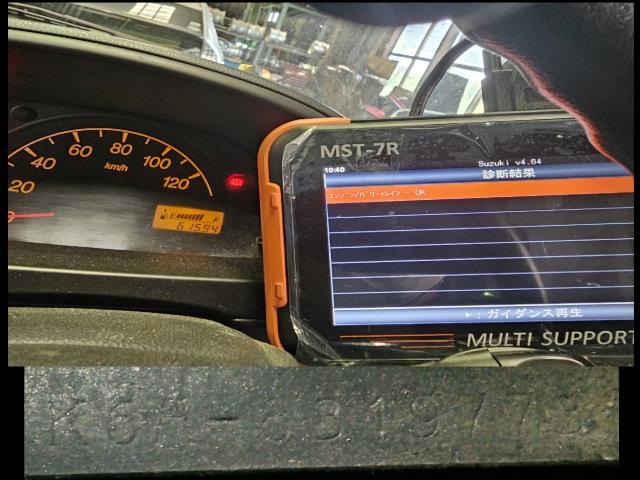 MST-7R
10:40
Suzuki v4.64
診断結果
エンジン/パワートレイン - OK
20
40
60
80
100
120
km/h
E
F
61594
▶:ガイダンス再生
MULTI SUPPORT